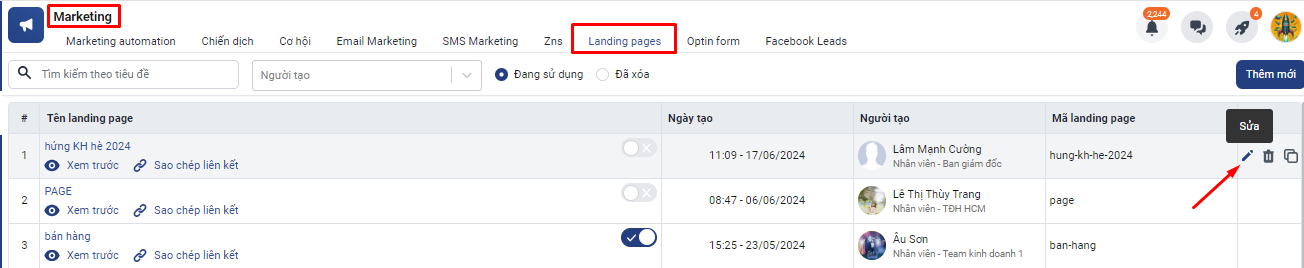 Marketing
2,244
4
Marketing automation Chiến dịch Cơ hội Email Marketing SMS Marketing Zns Landing pages Optin form Facebook Leads
Tìm kiếm theo tiêu đề Người tạo Đang sử dụng Đã xóa Thêm mới
# Tên landing page Ngày tạo Người tạo Mã landing page
Sửa
1 hứng KH hè 2024 11:09 - 17/06/2024 Lâm Mạnh Cường hung-kh-he-2024
Xem trước Sao chép liên kết Nhân viên - Ban giám đốc
2 PAGE 08:47 - 06/06/2024 Lê Thị Thùy Trang page
Xem trước Sao chép liên kết Nhân viên - TĐH HCM
3 bán hàng 15:25 - 23/05/2024 Âu Sơn ban-hang
Xem trước Sao chép liên kết Nhân viên - Team kinh doanh 1